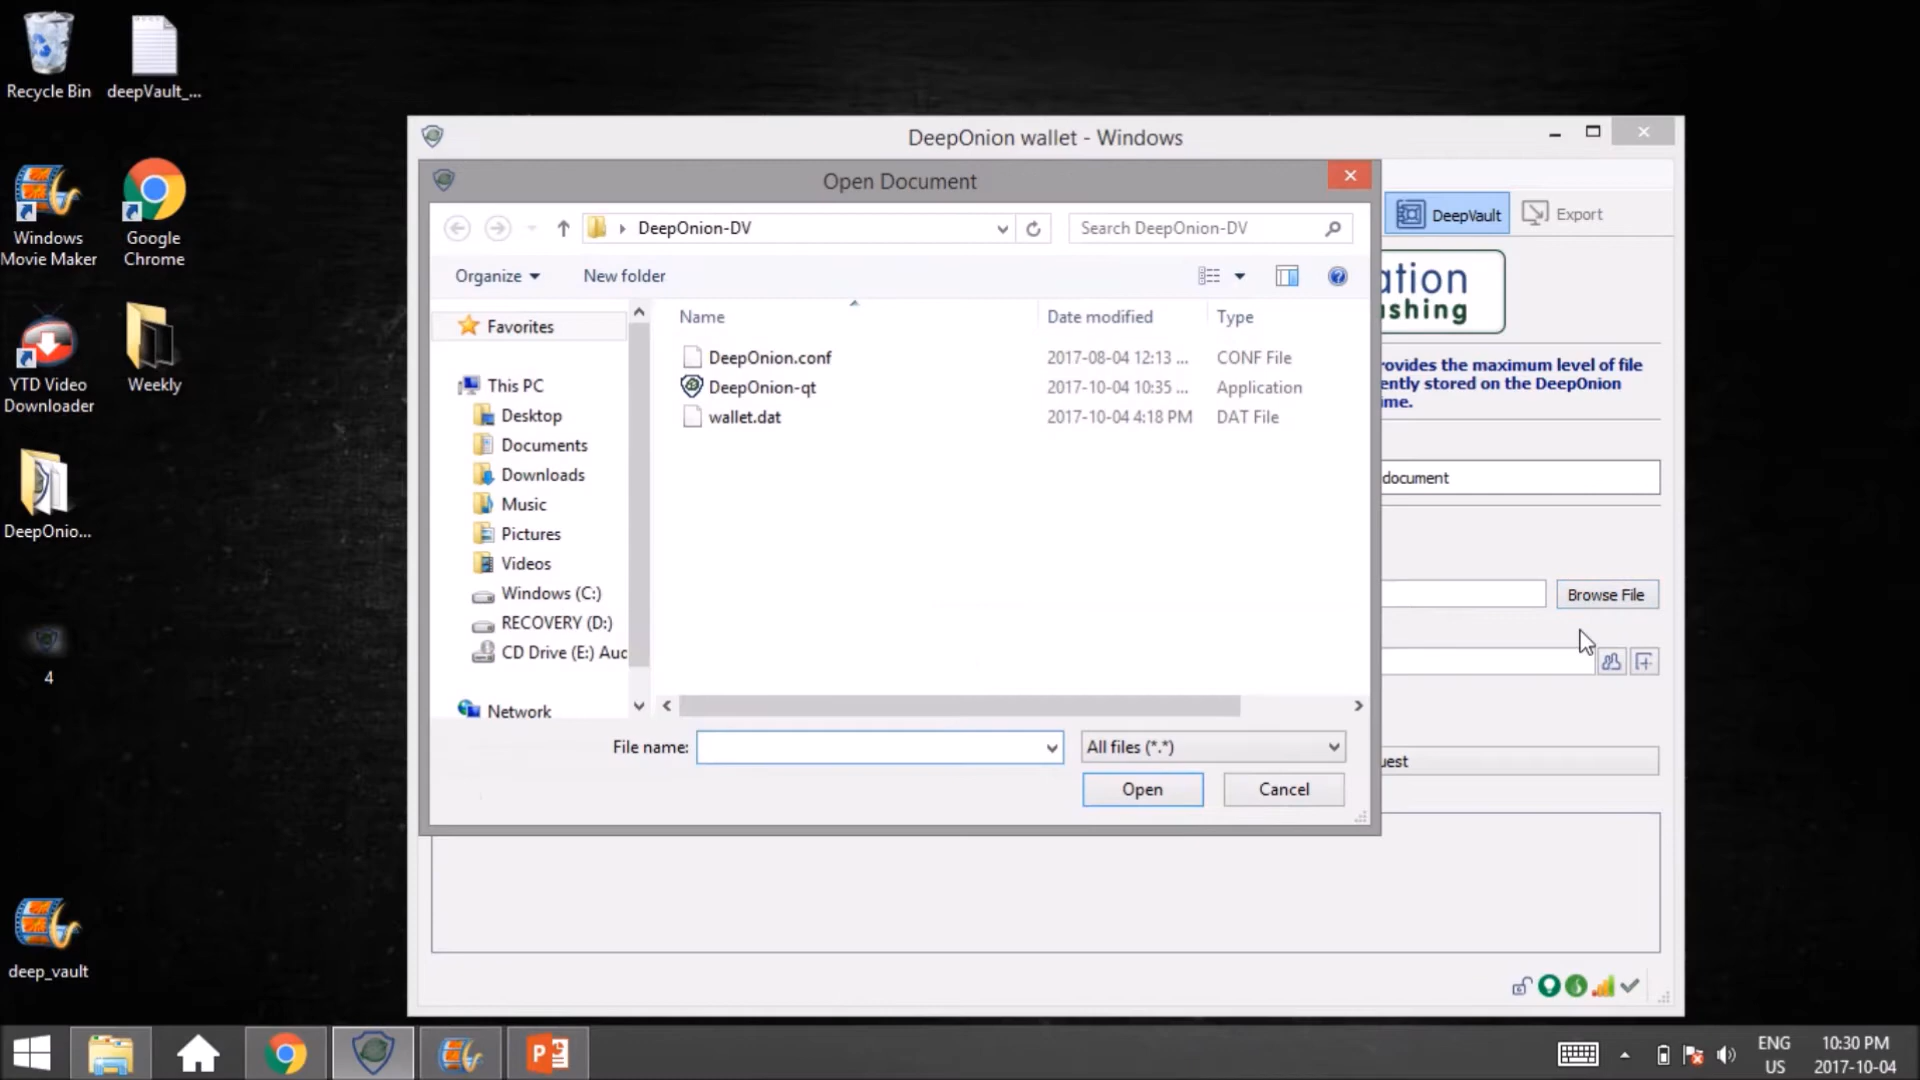 Recycle Bin
deepVault_...
Windows
Movie Maker
Google
Chrome
YTD Video
Downloader
Weekly
DeepOnio...
4
deep_vault
DeepOnion wallet - Windows
Open Document
DeepVault
Export
DeepOnion-DV
Search DeepOnion-DV
Organize
New folder
Favorites
This PC
Desktop
Documents
Downloads
Music
Pictures
Videos
Windows (C:)
RECOVERY (D:)
CD Drive (E:) Auc
Network
Name Date modified Type
DeepOnion.conf 2017-08-04 12:13 ... CONF File
DeepOnion-qt 2017-10-04 10:35 ... Application
wallet.dat 2017-10-04 4:18 PM DAT File
File name:
All files (*.*)
Open
Cancel
ation
shing
ovides the maximum level of file
ently stored on the DeepOnion
ime.
document
Browse File
uest
ENG
US
10:30 PM
2017-10-04